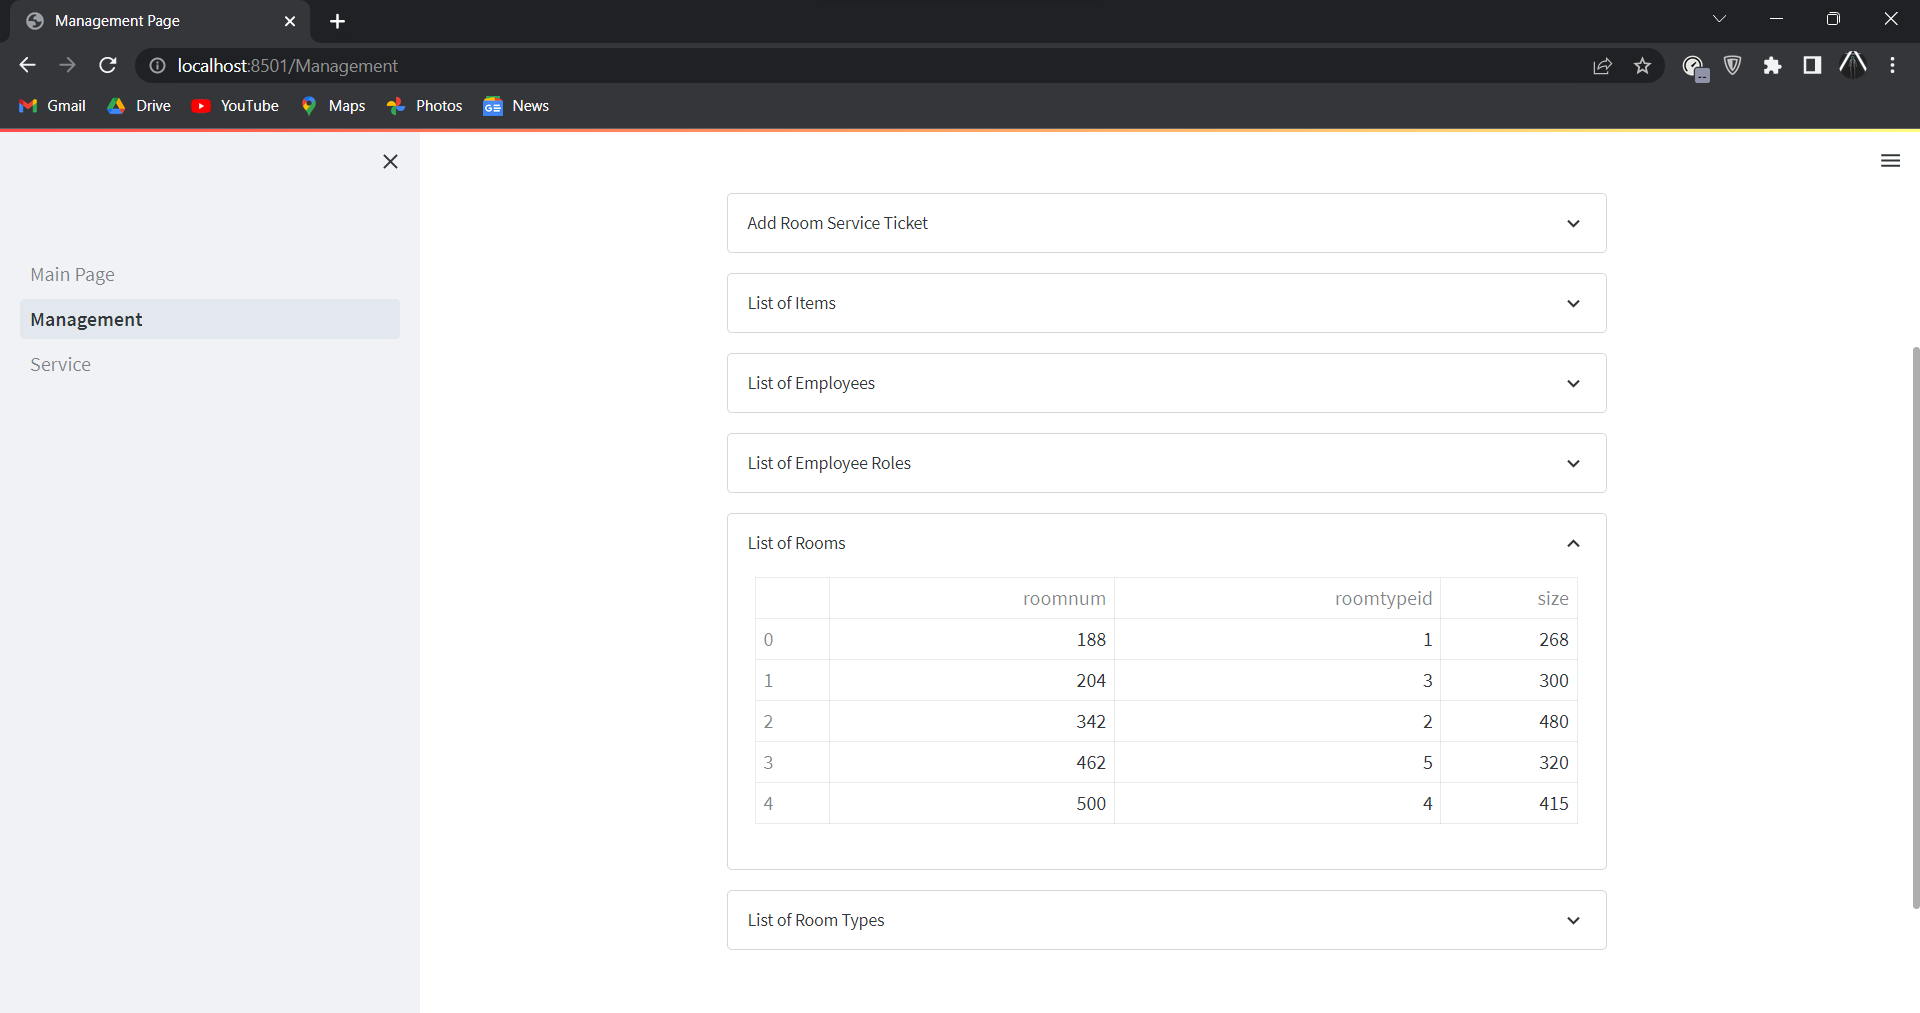 Management Page
localhost:8501/Management
Gmail Drive YouTube Maps Photos GE News
Main Page
Management
Service
Add Room Service Ticket
List of Items
List of Employees
List of Employee Roles
List of Rooms
roomnum roomtypeid size
0 188 1 268
1 204 3 300
2 342 2 480
3 462 5 320
4 500 4 415
List of Room Types